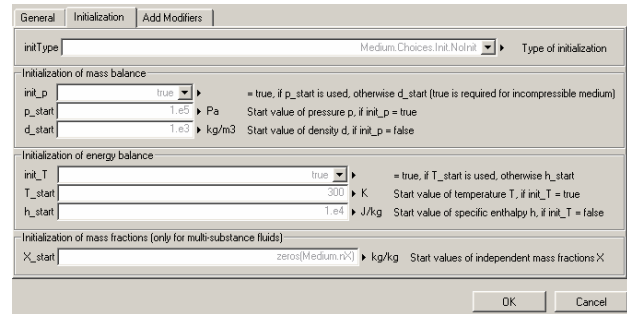 General Initialization Add Modifiers
initType Medium.Choices.Init.NoInit Type of initialization
Initialization of mass balance
init_p true = true, if p_start is used, otherwise d_start (true is required for incompressible medium)
p_start 1.e5 Pa Start value of pressure p, if init_p = true
d_start 1.e3 kg/m3 Start value of density d, if init_p = false
Initialization of energy balance
init_T true = true, if T_start is used, otherwise h_start
T_start 300 K Start value of temperature T, if init_T = true
h_start 1.e4 J/kg Start value of specific enthalpy h, if init_T = false
Initialization of mass fractions (only for multi-substance fluids)
X_start zeros(Medium.nX) kg/kg Start values of independent mass fractions X
OK Cancel